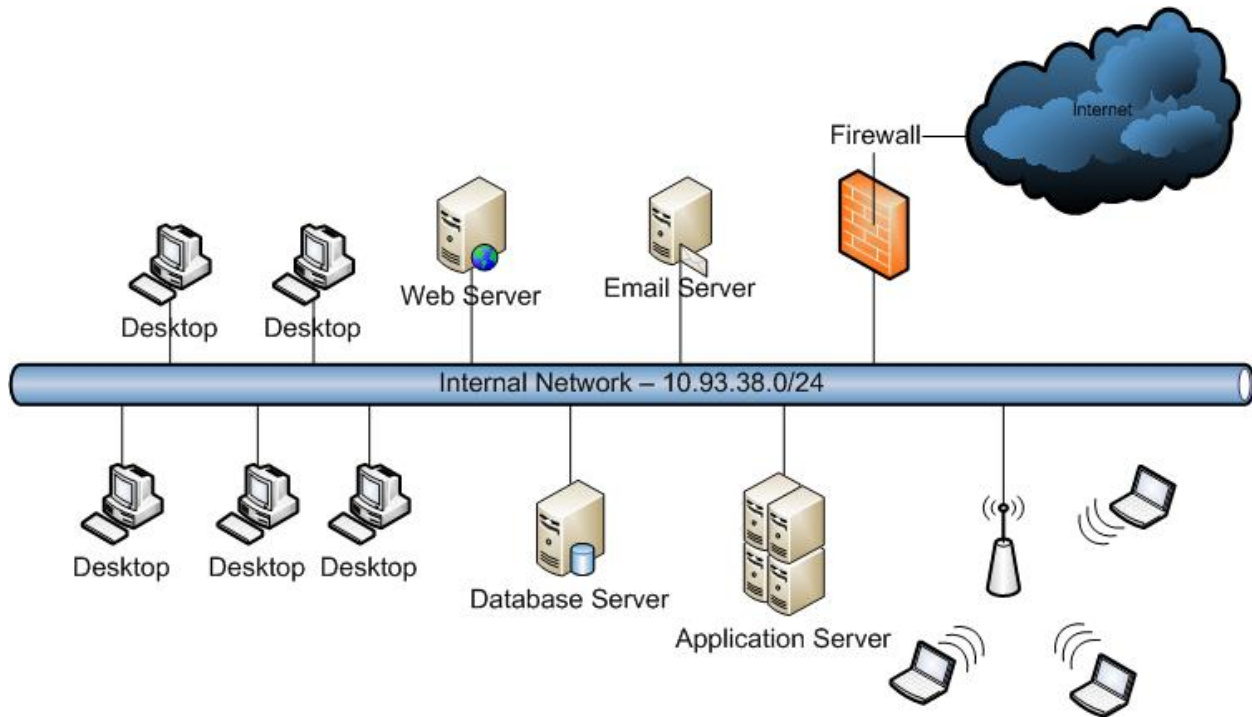 Internet
Firewall
Web Server
Email Server
Desktop
Desktop
Internal Network – 10.93.38.0/24
Desktop
Desktop
Desktop
Database Server
Application Server